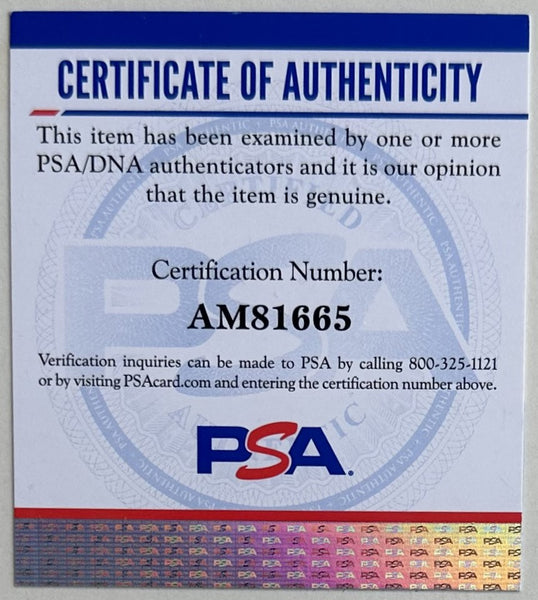 CERTIFICATE OF AUTHENTICITY
This item has been examined by one or more
PSA/DNA authenticators and it is our opinion
that the item is genuine.
Certification Number:
AM81665
Verification inquiries can be made to PSA by calling 800-325-1121
or by visiting PSAcard.com and entering the certification number above.
PSA